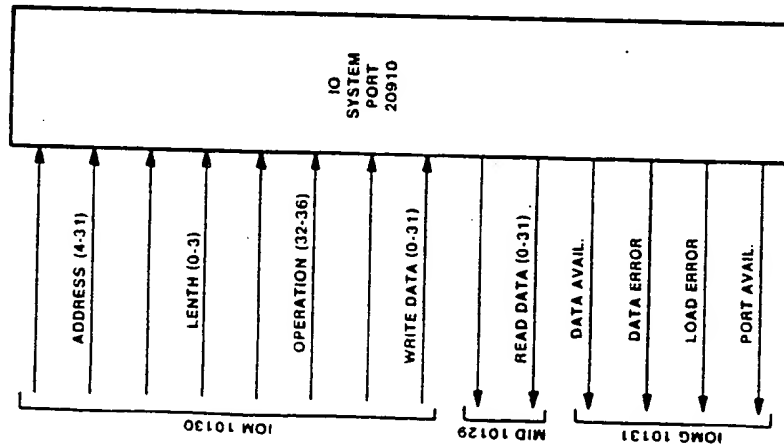 IO
SYSTEM
PORT
20910
ADDRESS (4-31)
LENTH (0-3)
OPERATION (32-36)
WRITE DATA (0-31)
READ DATA (0-31)
DATA AVAIL.
DATA ERROR
LOAD ERROR
PORT AVAIL.
IOM 10130
MID 10129
IOMG 10131